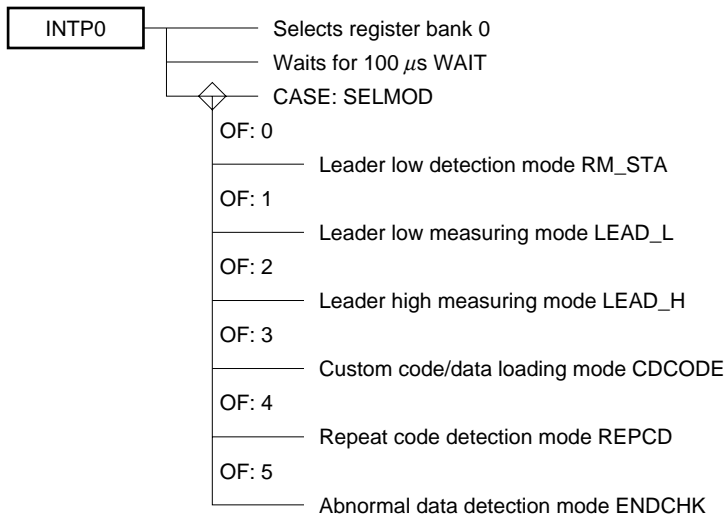 INTP0
Selects register bank 0
Waits for 100 μs WAIT
CASE: SELMOD
OF: 0
Leader low detection mode RM_STA
OF: 1
Leader low measuring mode LEAD_L
OF: 2
Leader high measuring mode LEAD_H
OF: 3
Custom code/data loading mode CDCODE
OF: 4
Repeat code detection mode REPCD
OF: 5
Abnormal data detection mode ENDCHK